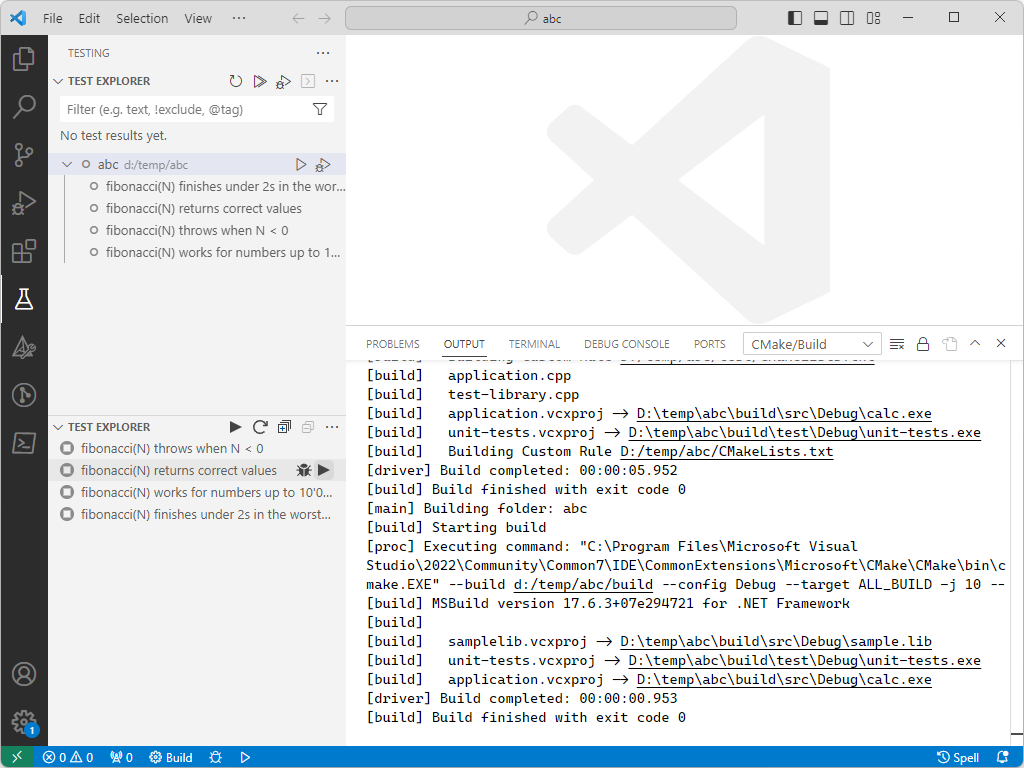 File Edit Selection View ··· abc
TESTING ···
TEST EXPLORER ···
Filter (e.g. text, !exclude, @tag)
No test results yet.
abc d:/temp/abc
fibonacci(N) finishes under 2s in the wor...
fibonacci(N) returns correct values
fibonacci(N) throws when N < 0
fibonacci(N) works for numbers up to 1...
TEST EXPLORER ···
fibonacci(N) throws when N < 0
fibonacci(N) returns correct values
fibonacci(N) works for numbers up to 10'0...
fibonacci(N) finishes under 2s in the worst...
PROBLEMS OUTPUT TERMINAL DEBUG CONSOLE PORTS CMake/Build
[build] application.cpp
[build] test-library.cpp
[build] application.vcxproj -> D:\temp\abc\build\src\Debug\calc.exe
[build] unit-tests.vcxproj -> D:\temp\abc\build\test\Debug\unit-tests.exe
[build] Building Custom Rule D:/temp/abc/CMakeLists.txt
[driver] Build completed: 00:00:05.952
[build] Build finished with exit code 0
[main] Building folder: abc
[build] Starting build
[proc] Executing command: "C:\Program Files\Microsoft Visual
Studio\2022\Community\Common7\IDE\CommonExtensions\Microsoft\CMake\CMake\bin\c
make.EXE" --build d:/temp/abc/build --config Debug --target ALL_BUILD -j 10 --
[build] MSBuild version 17.6.3+07e294721 for .NET Framework
[build]
[build] samplelib.vcxproj -> D:\temp\abc\build\src\Debug\sample.lib
[build] unit-tests.vcxproj -> D:\temp\abc\build\test\Debug\unit-tests.exe
[build] application.vcxproj -> D:\temp\abc\build\src\Debug\calc.exe
[driver] Build completed: 00:00:00.953
[build] Build finished with exit code 0
1
0 0 0 Build Spell